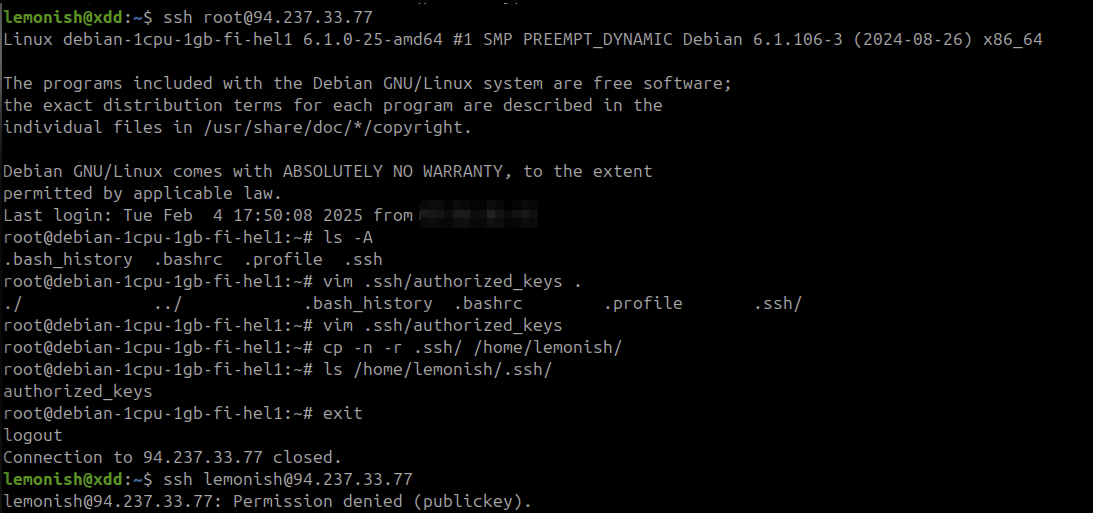 lemonish@xdd:~$ ssh root@94.237.33.77
Linux debian-1cpu-1gb-fi-hel1 6.1.0-25-amd64 #1 SMP PREEMPT_DYNAMIC Debian 6.1.106-3 (2024-08-26) x86_64
The programs included with the Debian GNU/Linux system are free software;
the exact distribution terms for each program are described in the
individual files in /usr/share/doc/*/copyright.
Debian GNU/Linux comes with ABSOLUTELY NO WARRANTY, to the extent
permitted by applicable law.
Last login: Tue Feb  4 17:50:08 2025 from
root@debian-1cpu-1gb-fi-hel1:~# ls -A
.bash_history  .bashrc  .profile  .ssh
root@debian-1cpu-1gb-fi-hel1:~# vim .ssh/authorized_keys .
./             ../            .bash_history  .bashrc        .profile       .ssh/
root@debian-1cpu-1gb-fi-hel1:~# vim .ssh/authorized_keys
root@debian-1cpu-1gb-fi-hel1:~# cp -n -r .ssh/ /home/lemonish/
root@debian-1cpu-1gb-fi-hel1:~# ls /home/lemonish/.ssh/
authorized_keys
root@debian-1cpu-1gb-fi-hel1:~# exit
logout
Connection to 94.237.33.77 closed.
lemonish@xdd:~$ ssh lemonish@94.237.33.77
lemonish@94.237.33.77: Permission denied (publickey).